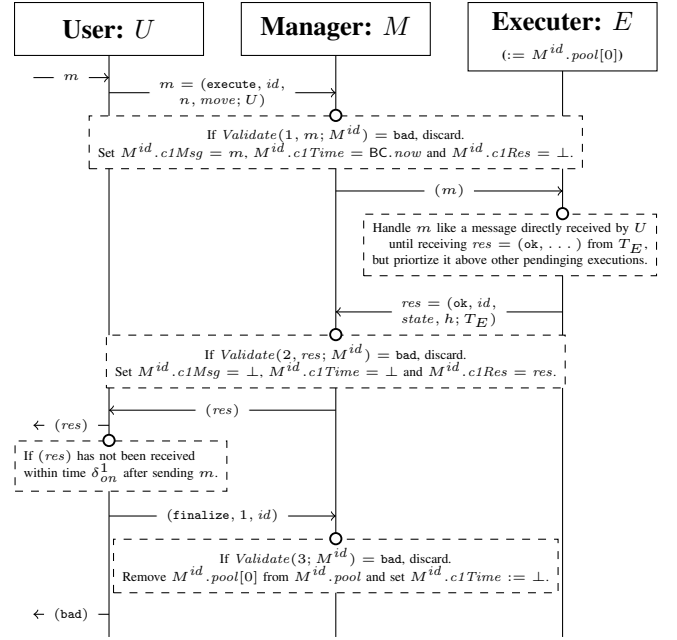 User: U
Manager: M
Executer: E
(:= M^id.pool[0])
m
m = (execute, id,
n, move; U)
If Validate(1, m; M^id) = bad, discard.
Set M^id.c1Msg = m, M^id.c1Time = BC.now and M^id.c1Res = ⊥.
(m)
Handle m like a message directly received by U
until receiving res = (ok, . . . ) from T_E,
but priortize it above other pendinging executions.
res = (ok, id,
state, h; T_E)
If Validate(2, res; M^id) = bad, discard.
Set M^id.c1Msg = ⊥, M^id.c1Time = ⊥ and M^id.c1Res = res.
(res)
(res)
If (res) has not been received
within time δ^1_on after sending m.
(finalize, 1, id)
If Validate(3; M^id) = bad, discard.
Remove M^id.pool[0] from M^id.pool and set M^id.c1Time := ⊥.
(bad)